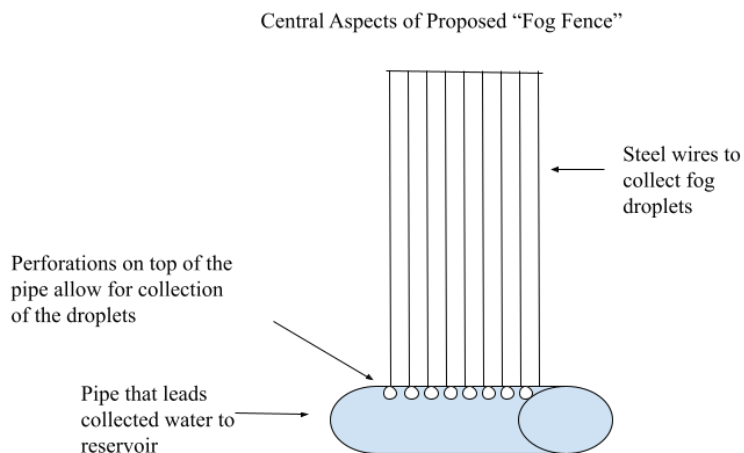 Central Aspects of Proposed “Fog Fence”
Steel wires to
collect fog
droplets
Perforations on top of the
pipe allow for collection
of the droplets
Pipe that leads
collected water to
reservoir